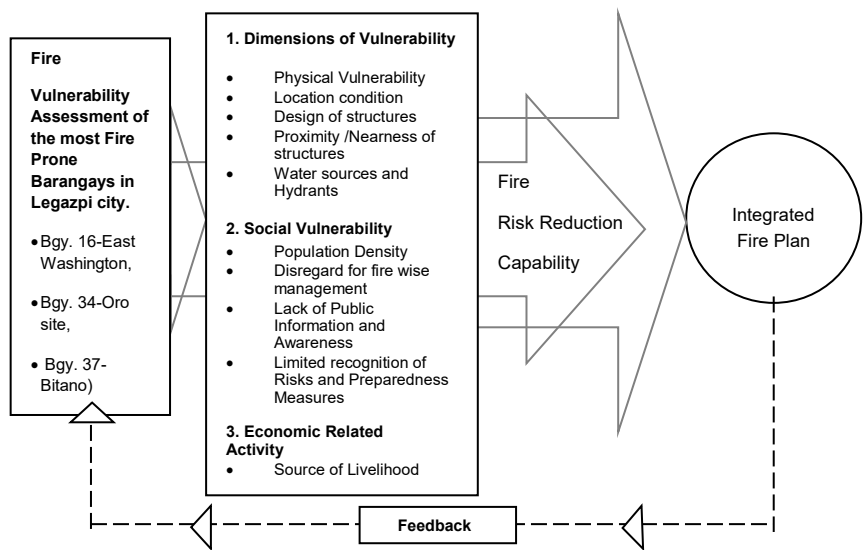 Fire
Vulnerability
Assessment of
the most Fire
Prone
Barangays in
Legazpi city.
• Bgy. 16-East
Washington,
• Bgy. 34-Oro
site,
• Bgy. 37-
Bitano)
1. Dimensions of Vulnerability
• Physical Vulnerability
• Location condition
• Design of structures
• Proximity /Nearness of
structures
• Water sources and
Hydrants
2. Social Vulnerability
• Population Density
• Disregard for fire wise
management
• Lack of Public
Information and
Awareness
• Limited recognition of
Risks and Preparedness
Measures
3. Economic Related
Activity
• Source of Livelihood
Fire
Risk Reduction
Capability
Integrated
Fire Plan
Feedback